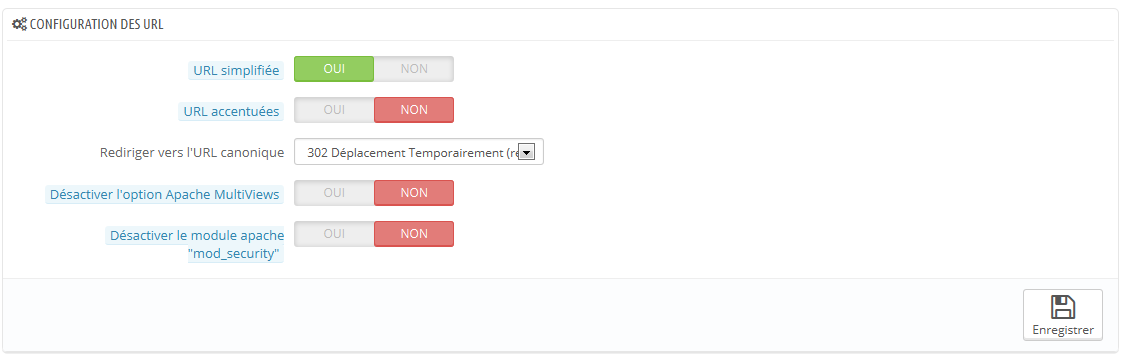 CONFIGURATION DES URL
URL simplifiée OUI NON
URL accentuées OUI NON
Rediriger vers l'URL canonique 302 Déplacement Temporairement (re
Désactiver l'option Apache MultiViews OUI NON
Désactiver le module apache OUI NON
"mod_security"
Enregistrer